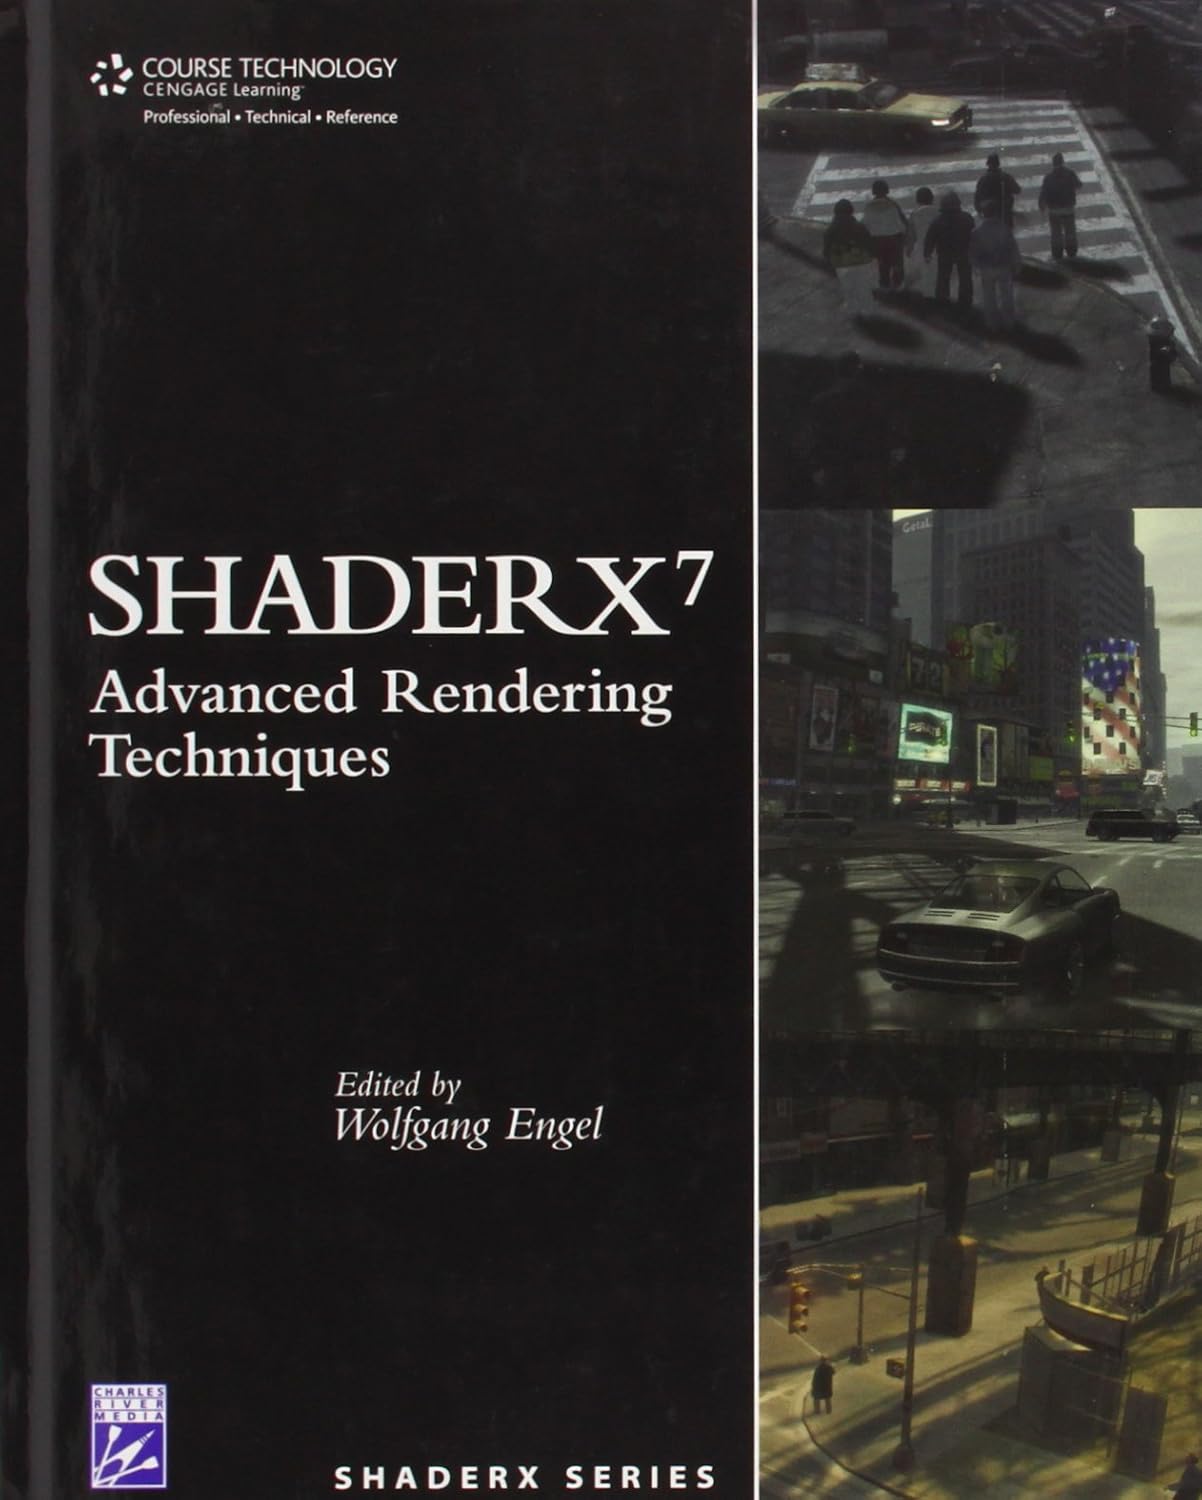 COURSE TECHNOLOGY
CENGAGE Learning™
Professional • Technical • Reference
SHADERX⁷
Advanced Rendering
Techniques
Edited by
Wolfgang Engel
CHARLES
RIVER
MEDIA
SHADERX SERIES